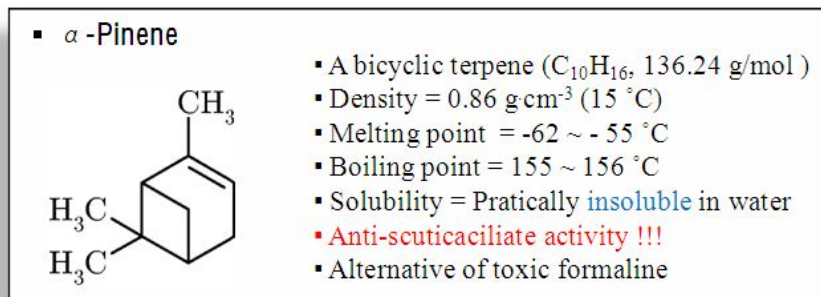 ▪ α-Pinene
CH₃
H₃C
H₃C
▪ A bicyclic terpene (C₁₀H₁₆, 136.24 g/mol )
▪ Density = 0.86 g·cm⁻³ (15 ˚C)
▪ Melting point = -62 ~ - 55 ˚C
▪ Boiling point = 155 ~ 156 ˚C
▪ Solubility = Pratically insoluble in water
▪ Anti-scuticaciliate activity !!!
▪ Alternative of toxic formaline